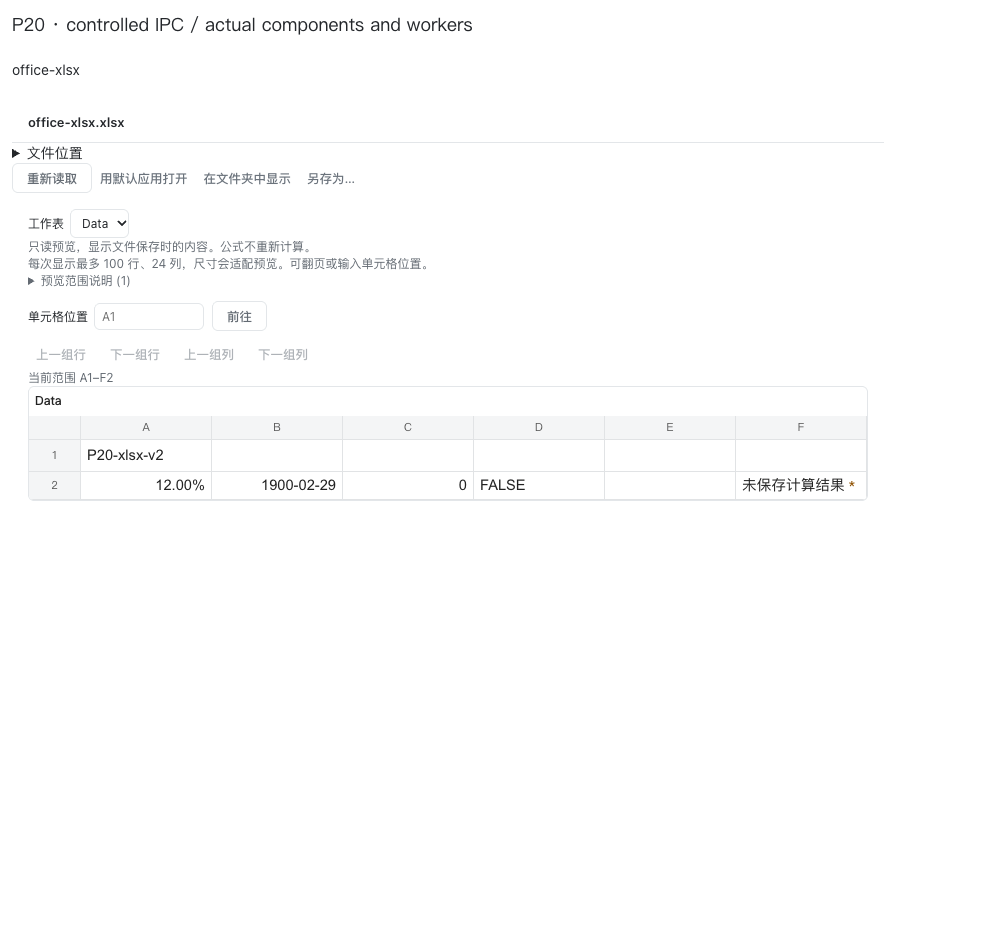 P20 · controlled IPC / actual components and workers
office-xlsx
office-xlsx.xlsx
▶ 文件位置
重新读取 用默认应用打开 在文件夹中显示 另存为...
工作表 Data
只读预览，显示文件保存时的内容。公式不重新计算。
每次显示最多 100 行、24 列，尺寸会适配预览。可翻页或输入单元格位置。
▶ 预览范围说明 (1)
单元格位置 A1 前往
上一组行 下一组行 上一组列 下一组列
当前范围 A1–F2
Data
A B C D E F
1 P20-xlsx-v2
2 12.00% 1900-02-29 0 FALSE 未保存计算结果 *